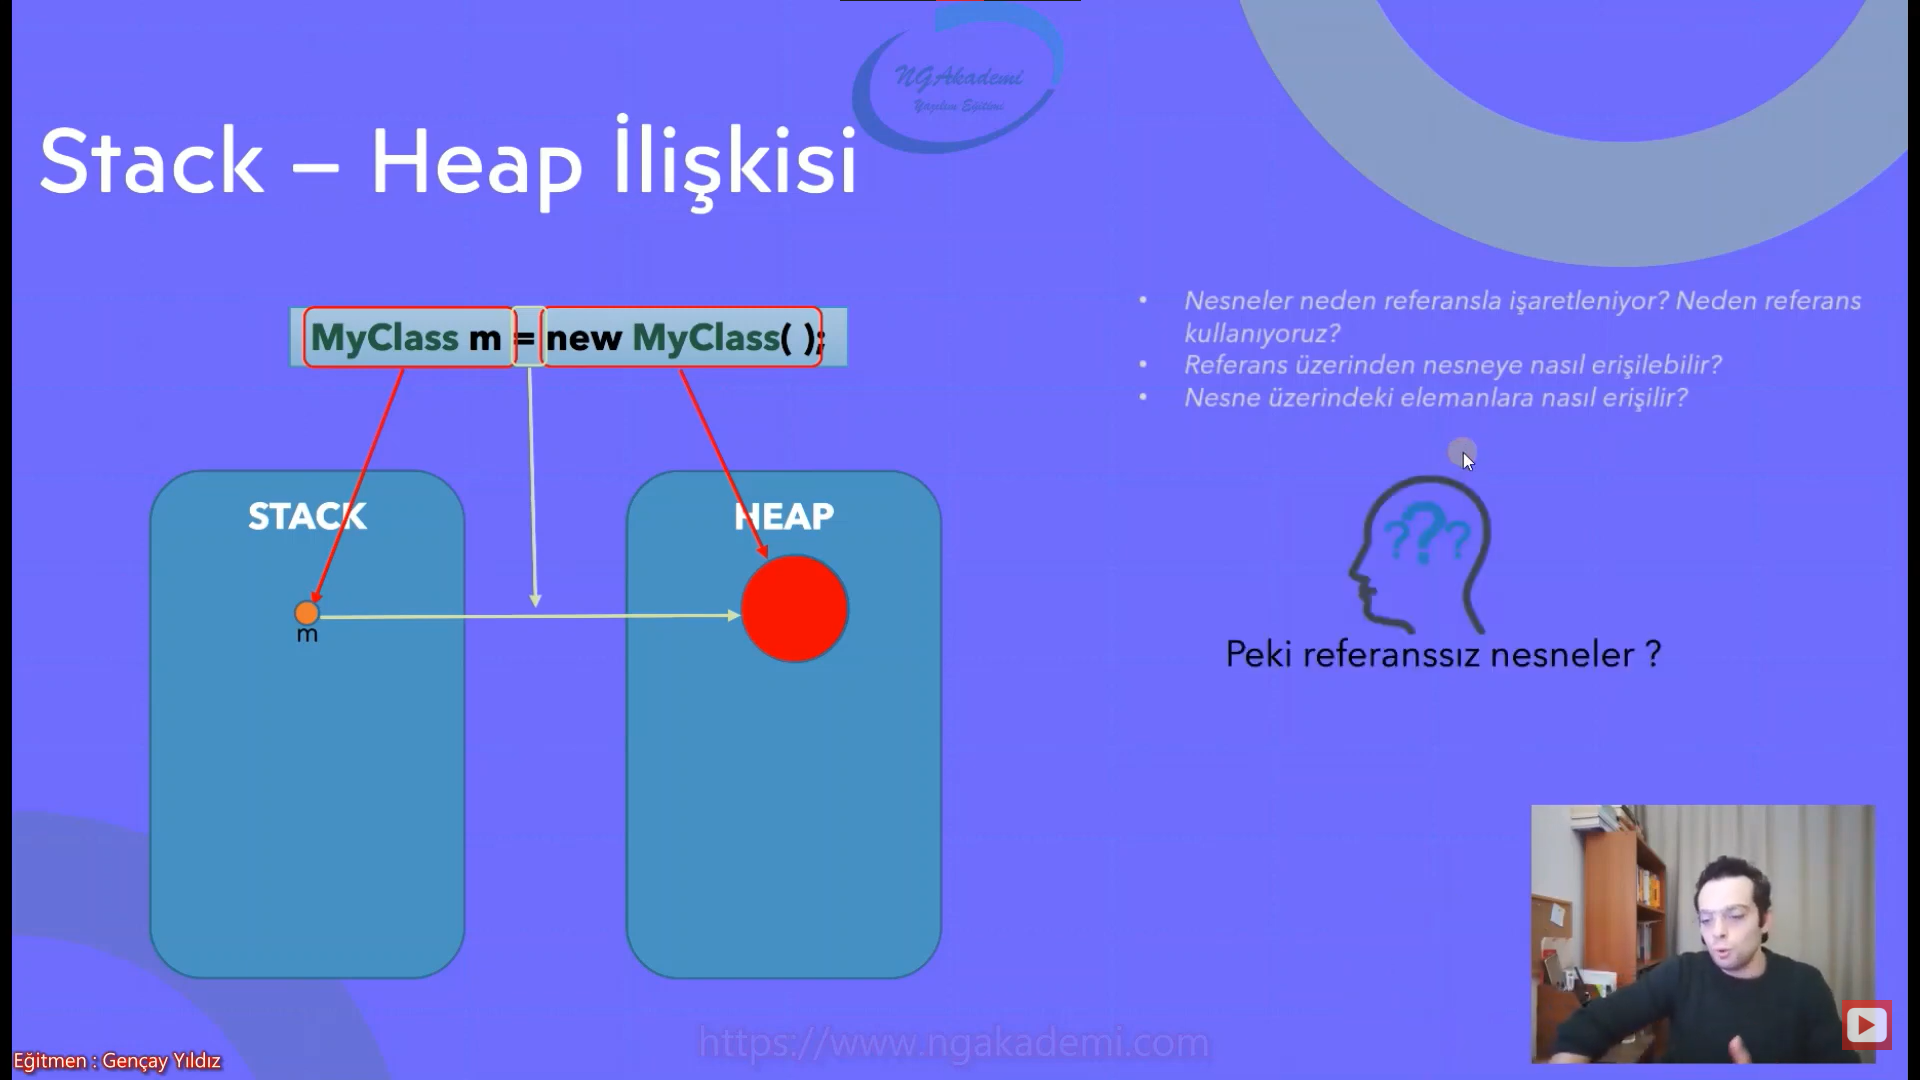 NGAkademi
Yazılım Eğitimi
Stack – Heap İlişkisi
MyClass m = new MyClass( );
• Nesneler neden referansla işaretleniyor? Neden referans
kullanıyoruz?
• Referans üzerinden nesneye nasıl erişilebilir?
• Nesne üzerindeki elemanlara nasıl erişilir?
STACK
HEAP
???
m
Peki referanssız nesneler ?
https://www.ngakademi.com
Eğitmen : Gençay Yıldız